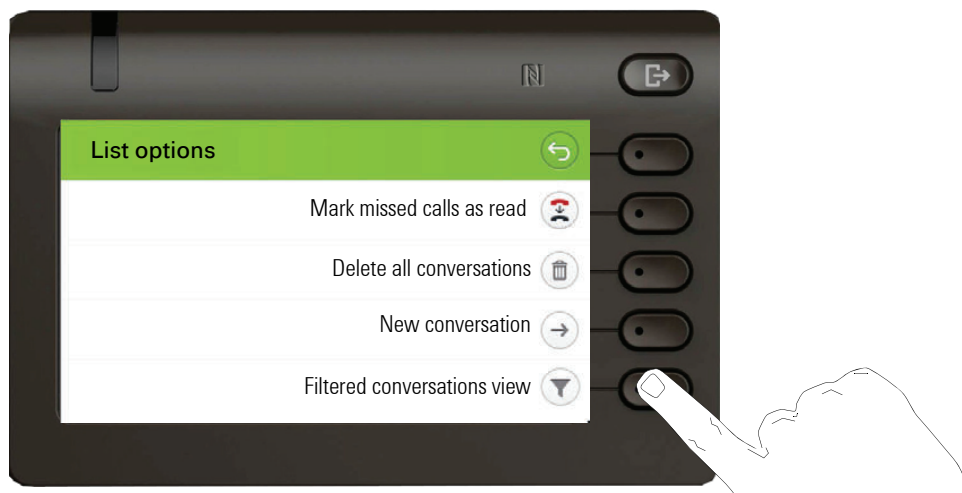 List options
Mark missed calls as read
Delete all conversations
New conversation
Filtered conversations view